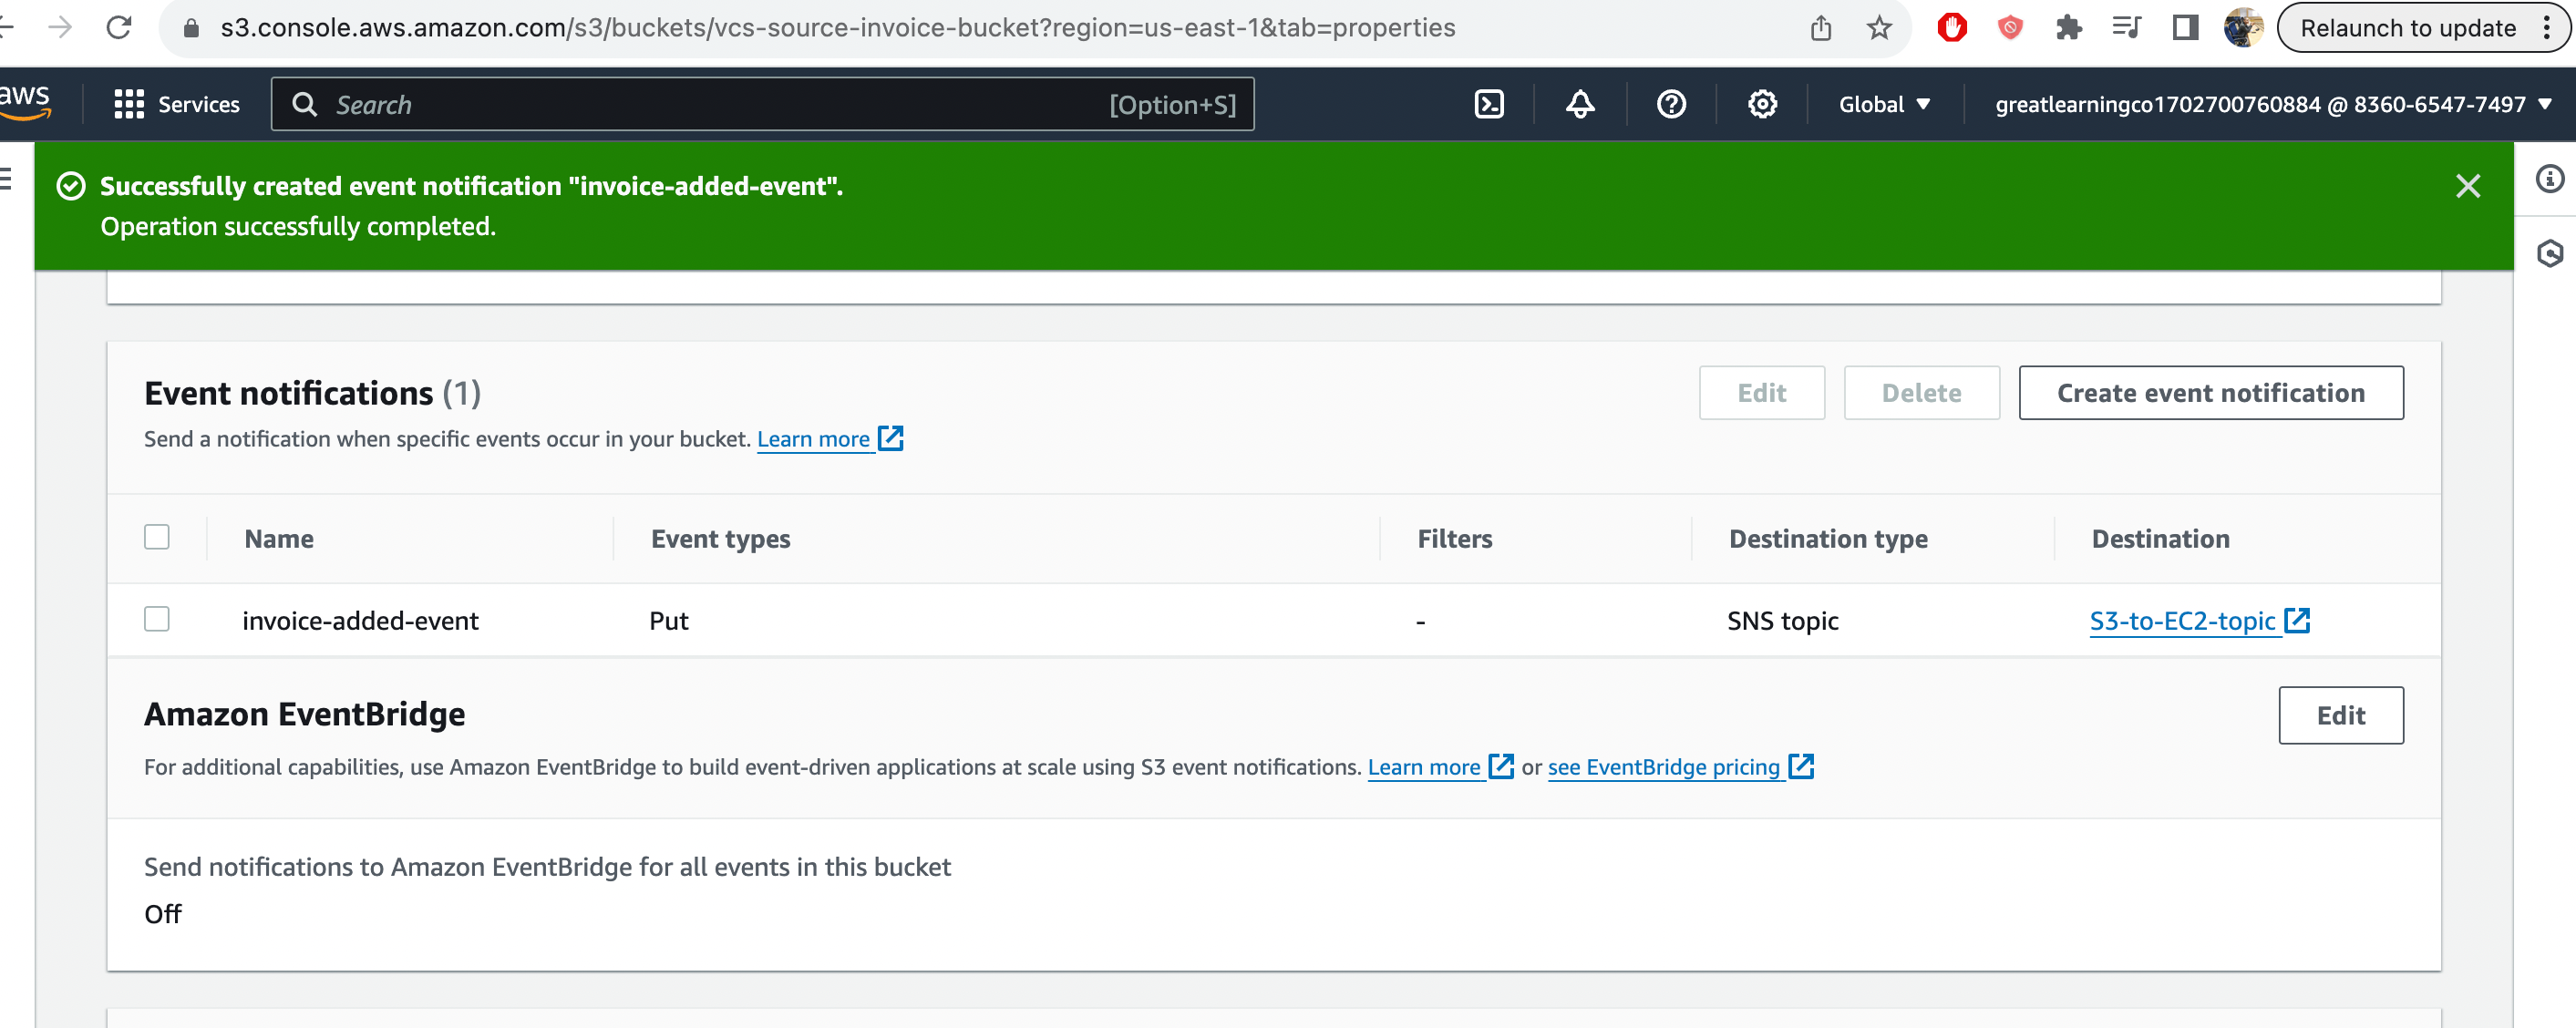 s3.console.aws.amazon.com/s3/buckets/vcs-source-invoice-bucket?region=us-east-1&tab=properties
Relaunch to update
aws
Services
Search
[Option+S]
Global
greatlearningco1702700760884 @ 8360-6547-7497
Successfully created event notification "invoice-added-event".
Operation successfully completed.
Event notifications (1)
Edit
Delete
Create event notification
Send a notification when specific events occur in your bucket. Learn more
Name Event types Filters Destination type Destination
invoice-added-event Put - SNS topic S3-to-EC2-topic
Amazon EventBridge
Edit
For additional capabilities, use Amazon EventBridge to build event-driven applications at scale using S3 event notifications. Learn more or see EventBridge pricing
Send notifications to Amazon EventBridge for all events in this bucket
Off